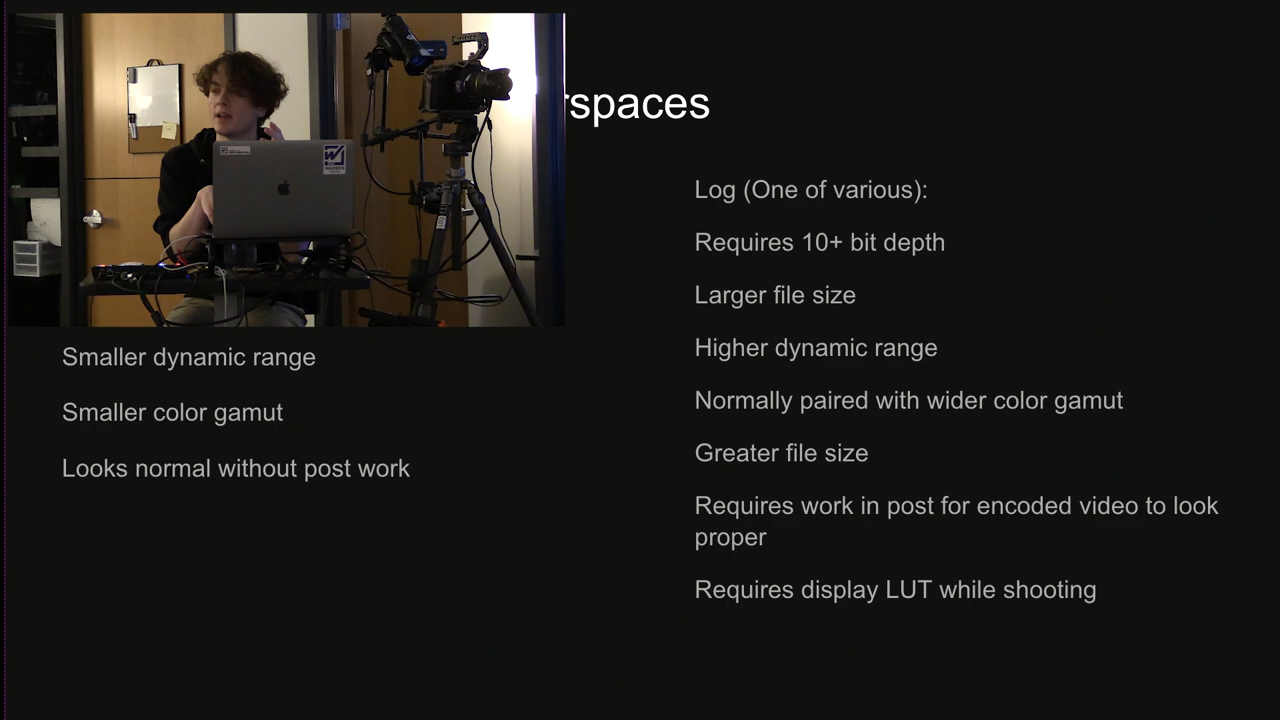 rspaces
Smaller dynamic range
Smaller color gamut
Looks normal without post work
Log (One of various):
Requires 10+ bit depth
Larger file size
Higher dynamic range
Normally paired with wider color gamut
Greater file size
Requires work in post for encoded video to look
proper
Requires display LUT while shooting